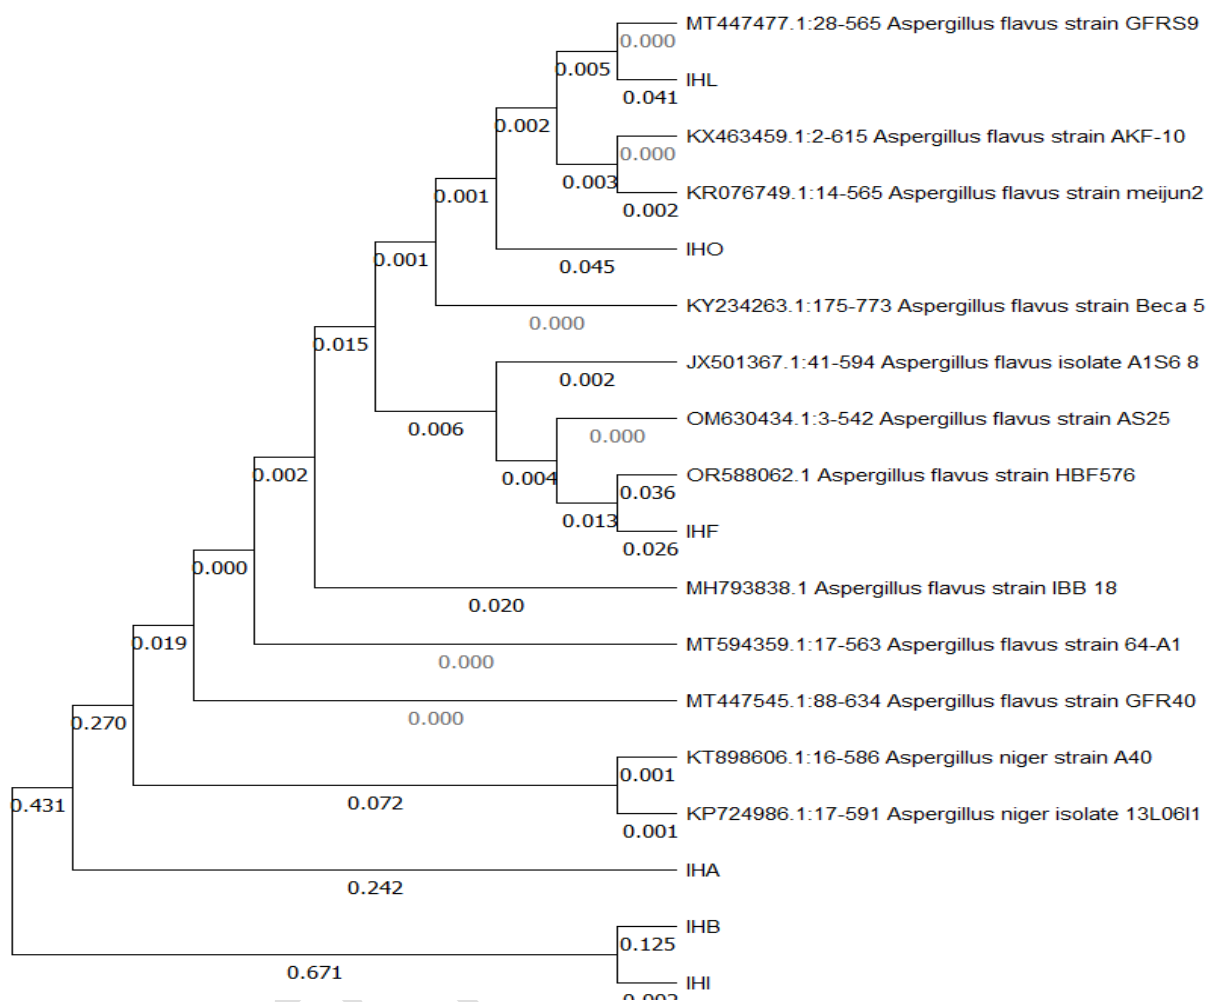 MT447477.1:28-565 Aspergillus flavus strain GFRS9
0.000
0.005
IHL
0.041
0.002
KX463459.1:2-615 Aspergillus flavus strain AKF-10
0.000
0.003
KR076749.1:14-565 Aspergillus flavus strain meijun2
0.001
0.002
IHO
0.001
0.045
KY234263.1:175-773 Aspergillus flavus strain Beca 5
0.000
0.015
JX501367.1:41-594 Aspergillus flavus isolate A1S6 8
0.002
OM630434.1:3-542 Aspergillus flavus strain AS25
0.006
0.000
0.002
0.004
OR588062.1 Aspergillus flavus strain HBF576
0.036
0.013
IHF
0.026
0.000
MH793838.1 Aspergillus flavus strain IBB 18
0.020
0.019
MT594359.1:17-563 Aspergillus flavus strain 64-A1
0.000
MT447545.1:88-634 Aspergillus flavus strain GFR40
0.000
0.270
KT898606.1:16-586 Aspergillus niger strain A40
0.001
0.431
0.072
KP724986.1:17-591 Aspergillus niger isolate 13L06I1
0.001
IHA
0.242
IHB
0.125
0.671
IHI